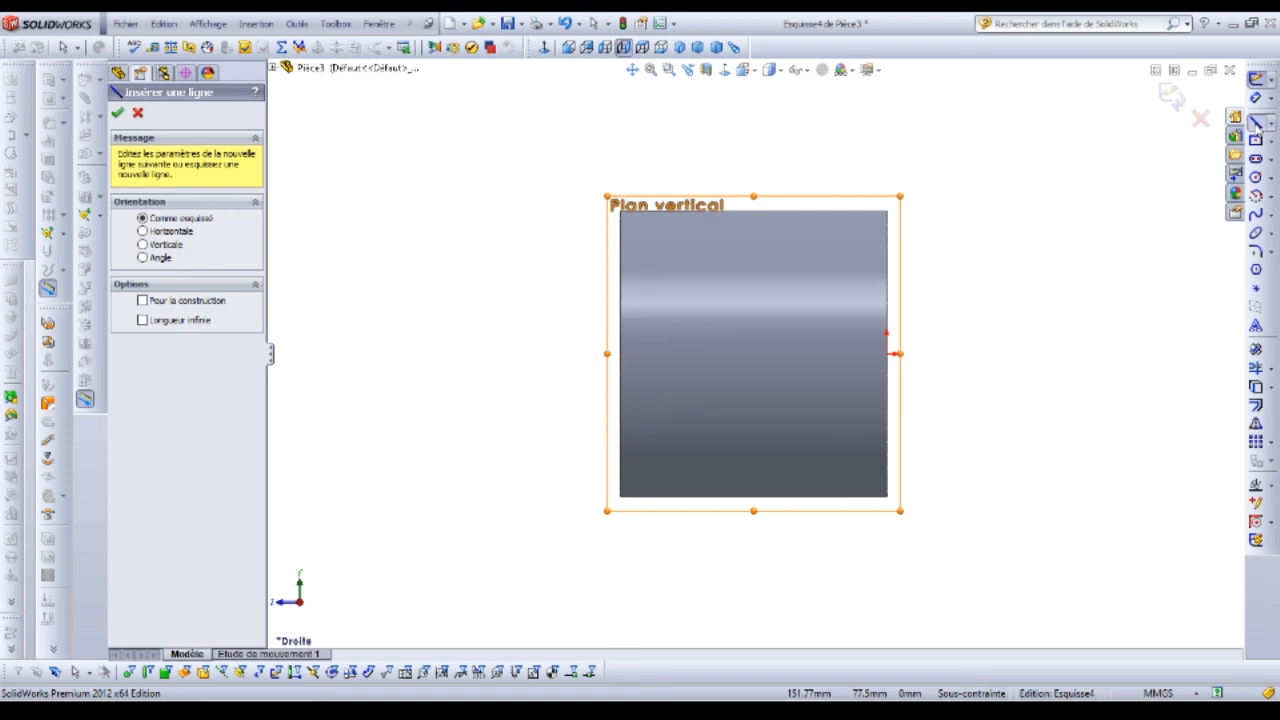 SOLIDWORKS Fichier Edition Affichage Insertion Outils Toolbox Fenêtre ? Esquisse4 de Pièce3 * Rechercher dans l'aide de SolidWorks
Pièce3 (Défaut<<Défaut>_...
Insérer une ligne ?
Message
Editez les paramètres de la nouvelle
ligne suivante ou esquissez une
nouvelle ligne.
Orientation
Comme esquissé
Horizontale
Verticale
Angle
Options
Pour la construction
Longueur infinie
Plan vertical
Y
Z
*Droite
Modèle Etude de mouvement 1
SolidWorks Premium 2012 x64 Edition 151.77mm 77.5mm 0mm Sous-contrainte Edition: Esquisse4 MMGS